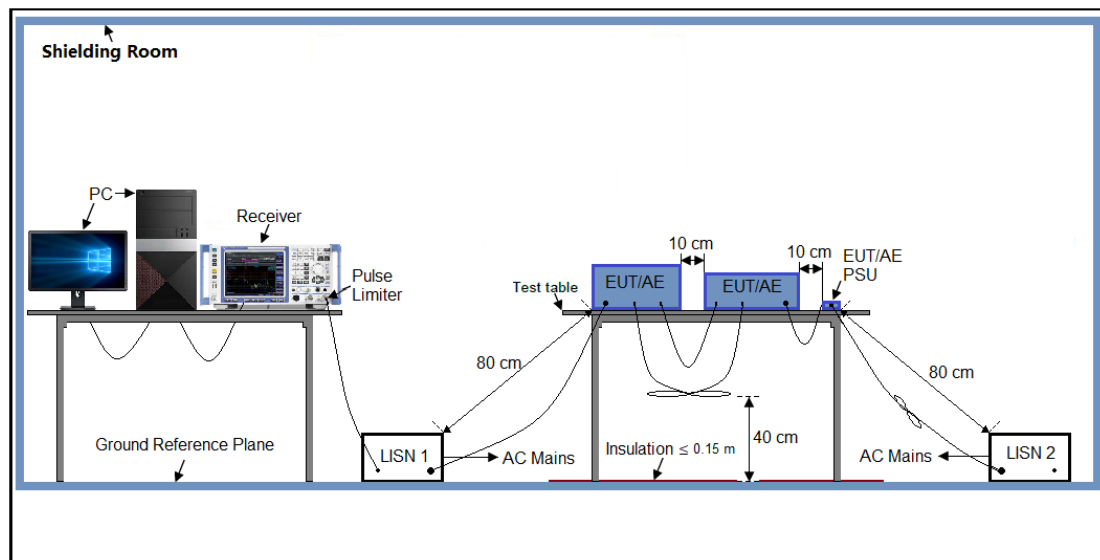 Shielding Room
PC
Receiver
Pulse
Limiter
10 cm
10 cm
EUT/AE
PSU
EUT/AE
EUT/AE
Test table
80 cm
80 cm
40 cm
Ground Reference Plane
LISN 1
AC Mains
Insulation ≤ 0.15 m
AC Mains
LISN 2